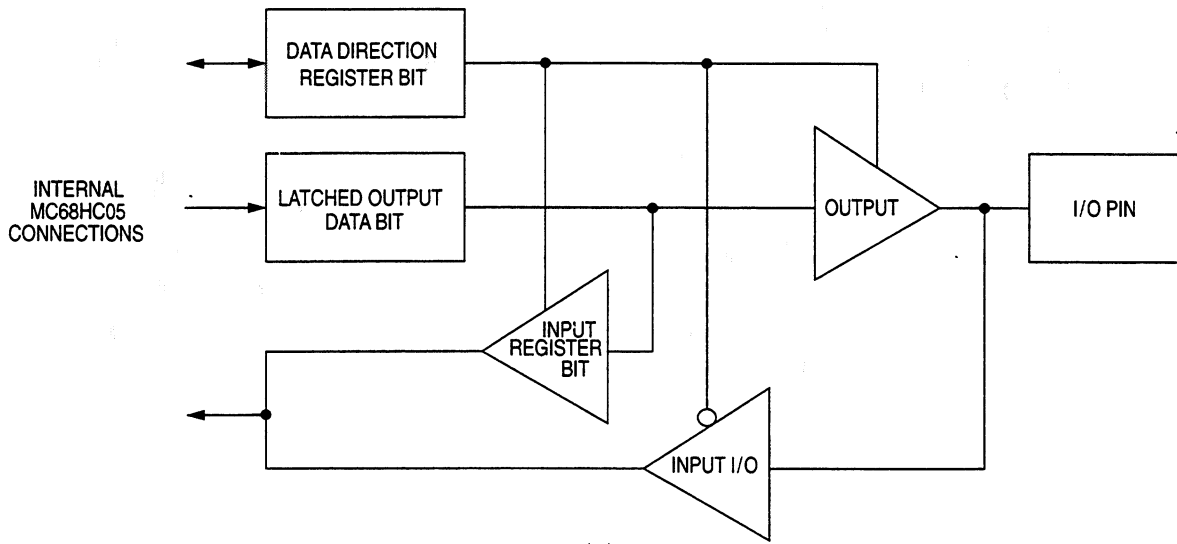 DATA DIRECTION
REGISTER BIT
INTERNAL
MC68HC05
CONNECTIONS
LATCHED OUTPUT
DATA BIT
OUTPUT
I/O PIN
INPUT
REGISTER
BIT
INPUT I/O